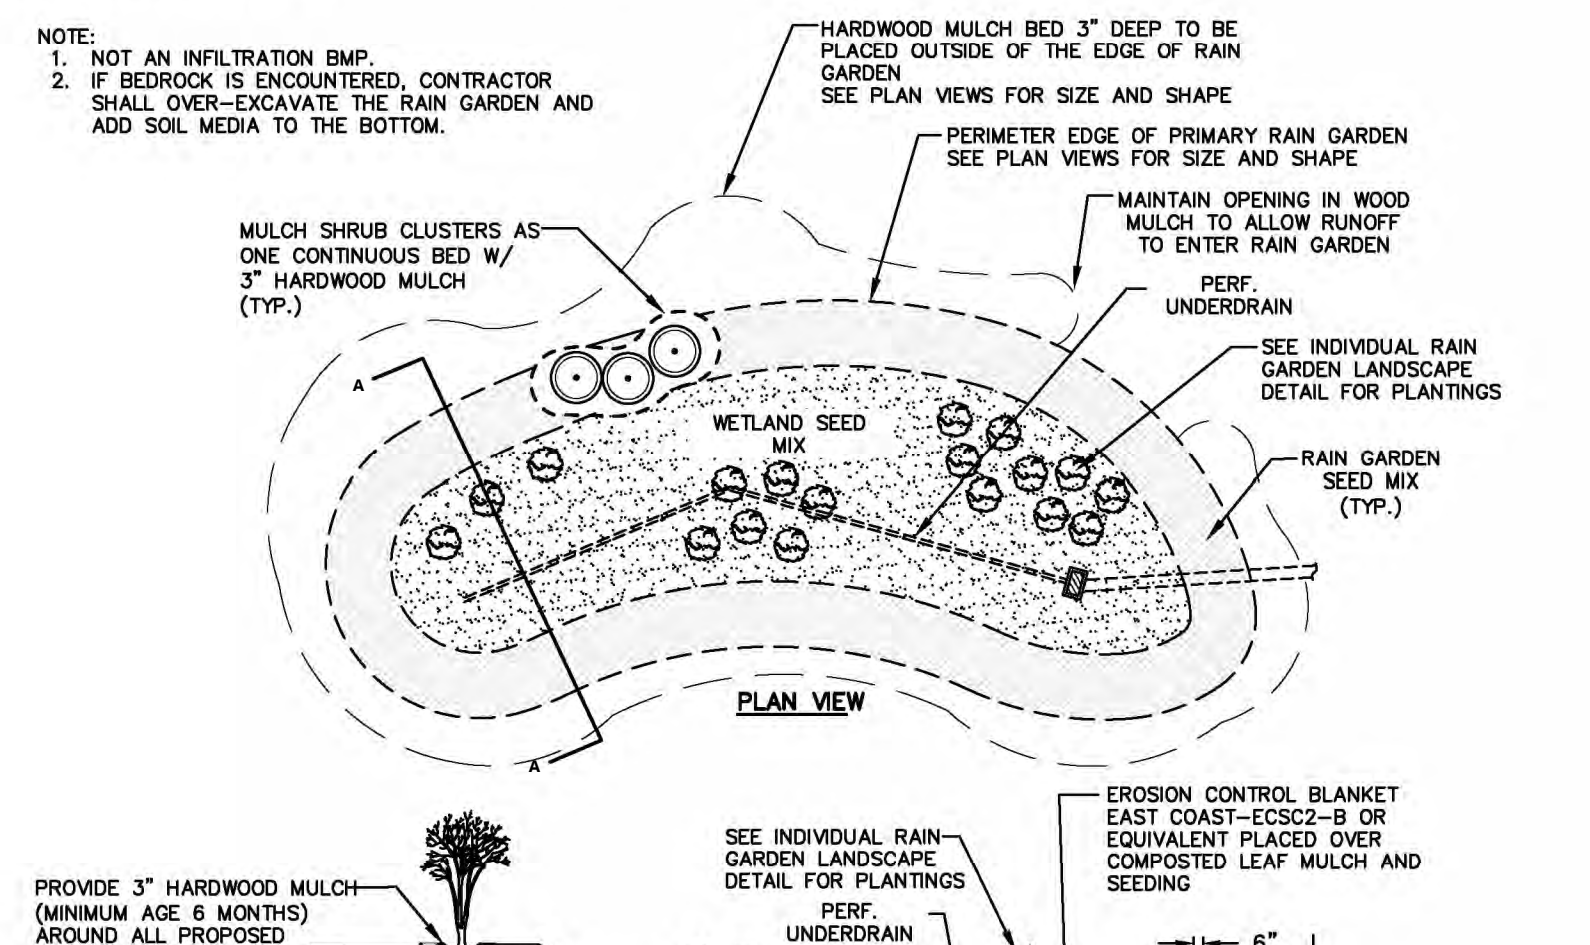 NOTE:
1. NOT AN INFILTRATION BMP.
2. IF BEDROCK IS ENCOUNTERED, CONTRACTOR
SHALL OVER-EXCAVATE THE RAIN GARDEN AND
ADD SOIL MEDIA TO THE BOTTOM.
HARDWOOD MULCH BED 3" DEEP TO BE
PLACED OUTSIDE OF THE EDGE OF RAIN
GARDEN
SEE PLAN VIEWS FOR SIZE AND SHAPE
PERIMETER EDGE OF PRIMARY RAIN GARDEN
SEE PLAN VIEWS FOR SIZE AND SHAPE
MAINTAIN OPENING IN WOOD
MULCH TO ALLOW RUNOFF
TO ENTER RAIN GARDEN
MULCH SHRUB CLUSTERS AS
ONE CONTINUOUS BED W/
3" HARDWOOD MULCH
(TYP.)
PERF.
UNDERDRAIN
SEE INDIVIDUAL RAIN
GARDEN LANDSCAPE
DETAIL FOR PLANTINGS
A
WETLAND SEED
MIX
RAIN GARDEN
SEED MIX
(TYP.)
PLAN VIEW
A
EROSION CONTROL BLANKET
EAST COAST-ECSC2-B OR
EQUIVALENT PLACED OVER
COMPOSTED LEAF MULCH AND
SEEDING
SEE INDIVIDUAL RAIN
GARDEN LANDSCAPE
DETAIL FOR PLANTINGS
PERF.
UNDERDRAIN
PROVIDE 3" HARDWOOD MULCH
(MINIMUM AGE 6 MONTHS)
AROUND ALL PROPOSED
6"